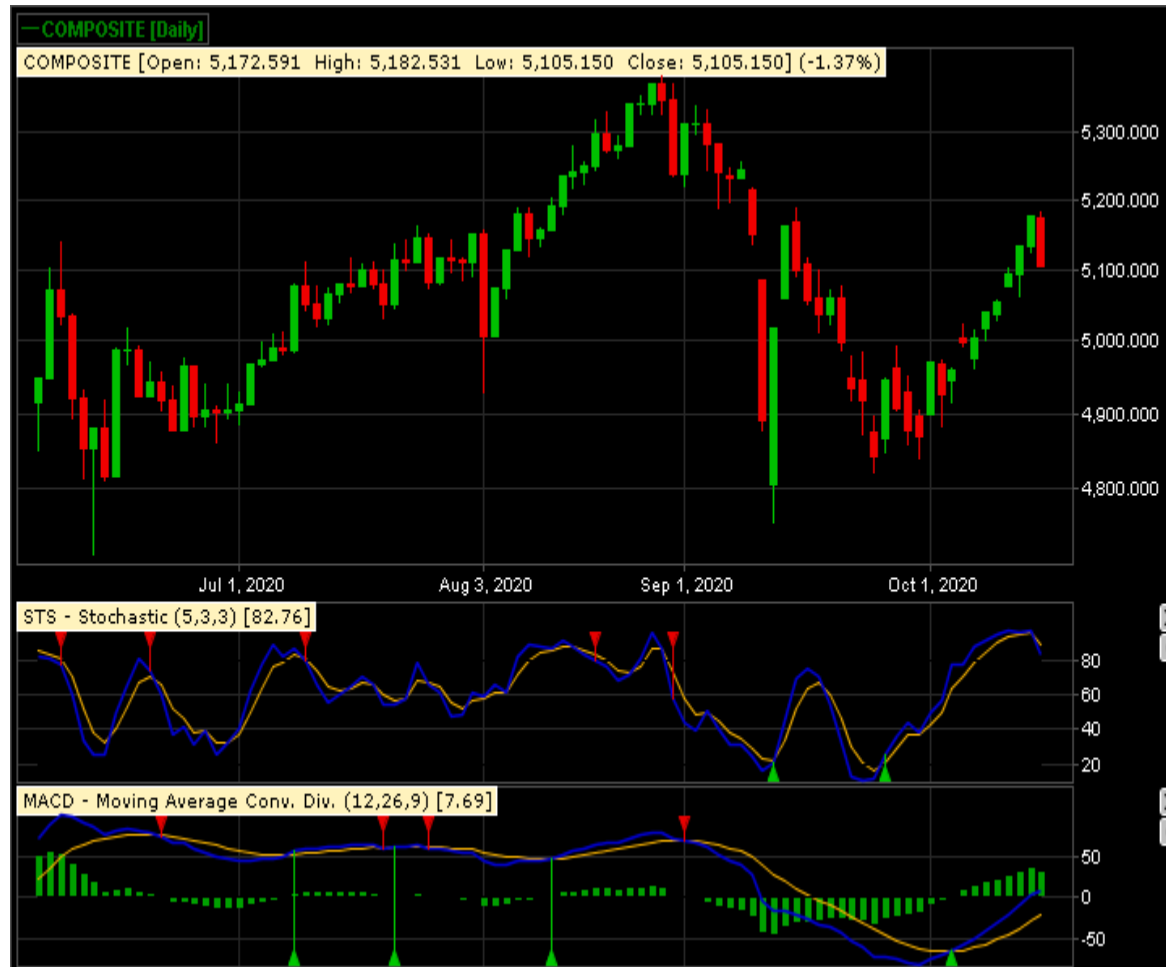 COMPOSITE [Daily]
COMPOSITE [Open: 5,172.591 High: 5,182.531 Low: 5,105.150 Close: 5,105.150] (-1.37%)
5,300.000
5,200.000
5,100.000
5,000.000
4,900.000
4,800.000
Jul 1, 2020 Aug 3, 2020 Sep 1, 2020 Oct 1, 2020
STS - Stochastic (5,3,3) [82.76]
80
60
40
20
MACD - Moving Average Conv. Div. (12,26,9) [7.69]
50
0
-50